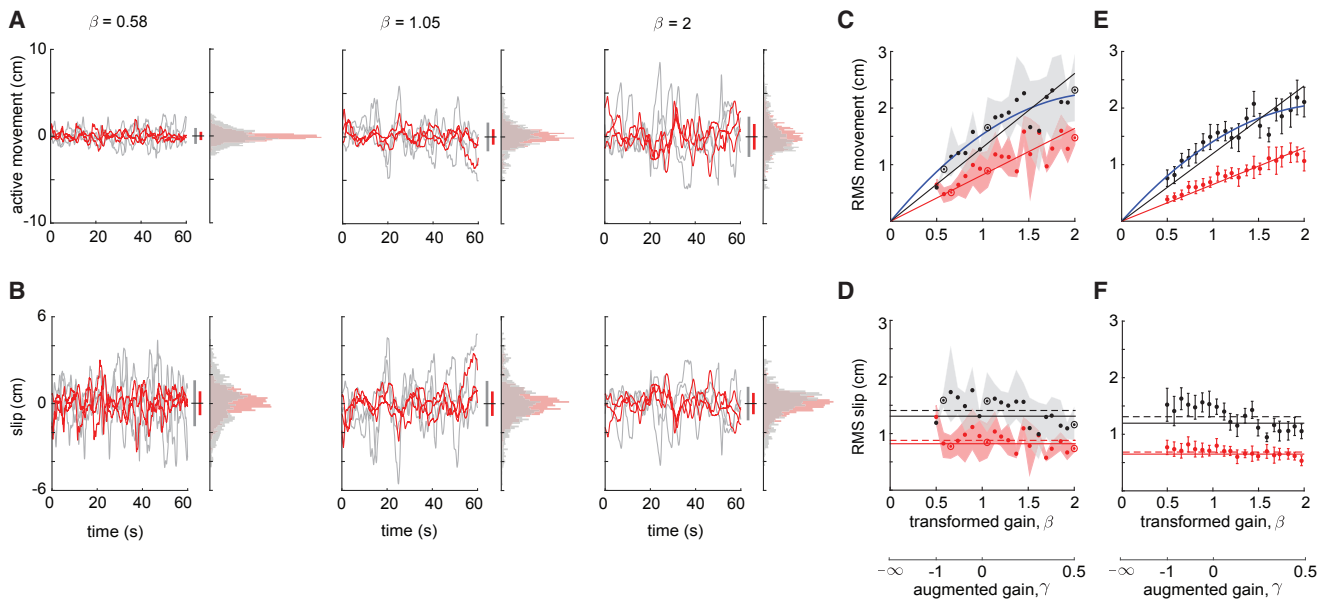 A
β = 0.58
β = 1.05
β = 2
active movement (cm)
10
0
-10
0 20 40 60
0 20 40 60
0 20 40 60
B
slip (cm)
6
0
-6
0 20 40 60
0 20 40 60
0 20 40 60
time (s)
time (s)
time (s)
C
RMS movement (cm)
3
2
1
0 0.5 1 1.5 2
E
3
2
1
0 0.5 1 1.5 2
D
RMS slip (cm)
3
2
1
0 0.5 1 1.5 2
transformed gain, β
−∞ -1 0 0.5
augmented gain, γ
F
3
2
1
0 0.5 1 1.5 2
transformed gain, β
−∞ -1 0 0.5
augmented gain, γ